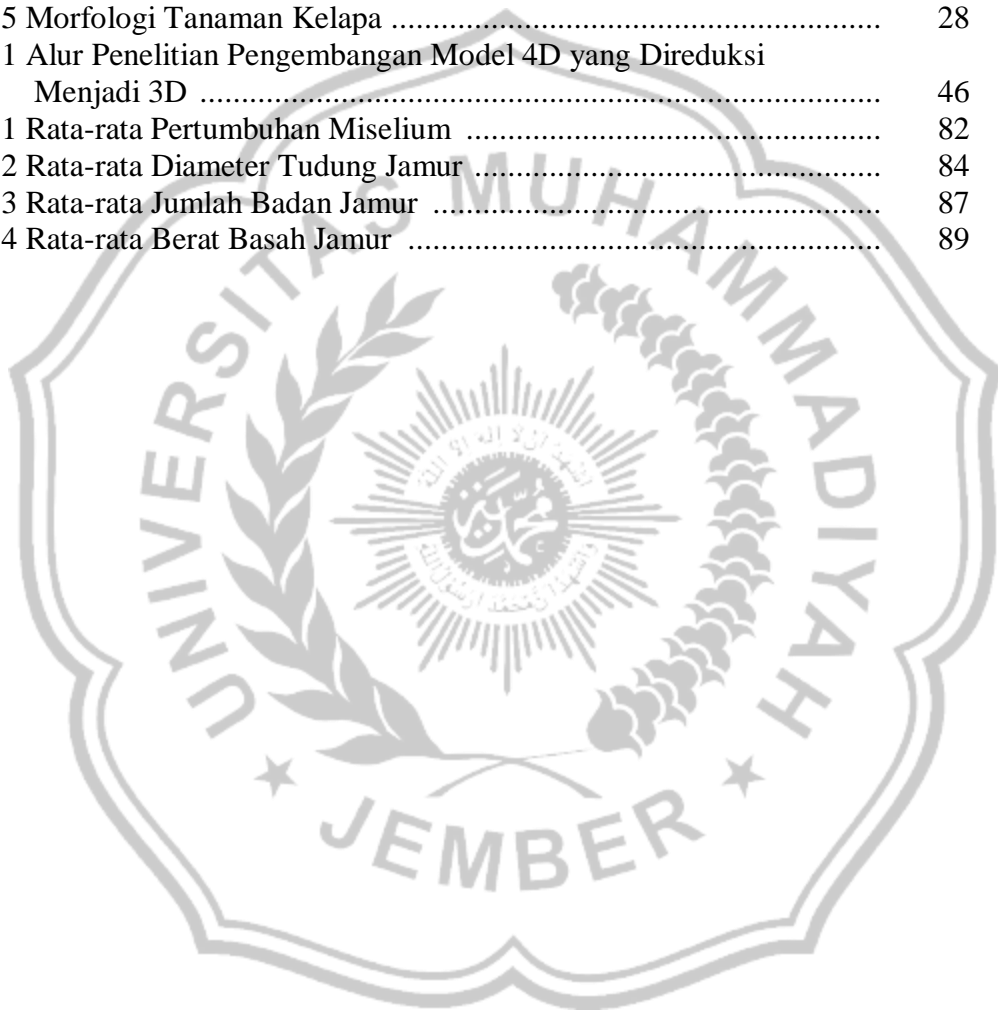 5 Morfologi Tanaman Kelapa ........................................................... 28
1 Alur Penelitian Pengembangan Model 4D yang Direduksi
Menjadi 3D .................................................................................. 46
1 Rata-rata Pertumbuhan Miselium .................................................. 82
2 Rata-rata Diameter Tudung Jamur ................................................. 84
3 Rata-rata Jumlah Badan Jamur ...................................................... 87
4 Rata-rata Berat Basah Jamur ......................................................... 89
UNIVERSITAS MUHAMMADIYAH
JEMBER